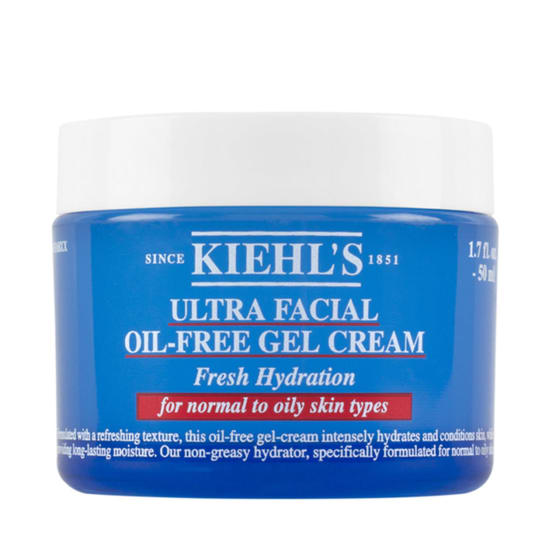 SINCE KIEHL'S 1851
1.7 fl. oz.
- 50 ml
ULTRA FACIAL
OIL-FREE GEL CREAM
Fresh Hydration
for normal to oily skin types
with a refreshing texture, this oil-free gel-cream intensely hydrates and conditions skin,
long-lasting moisture. Our non-greasy hydrator, specifically formulated for normal to oily